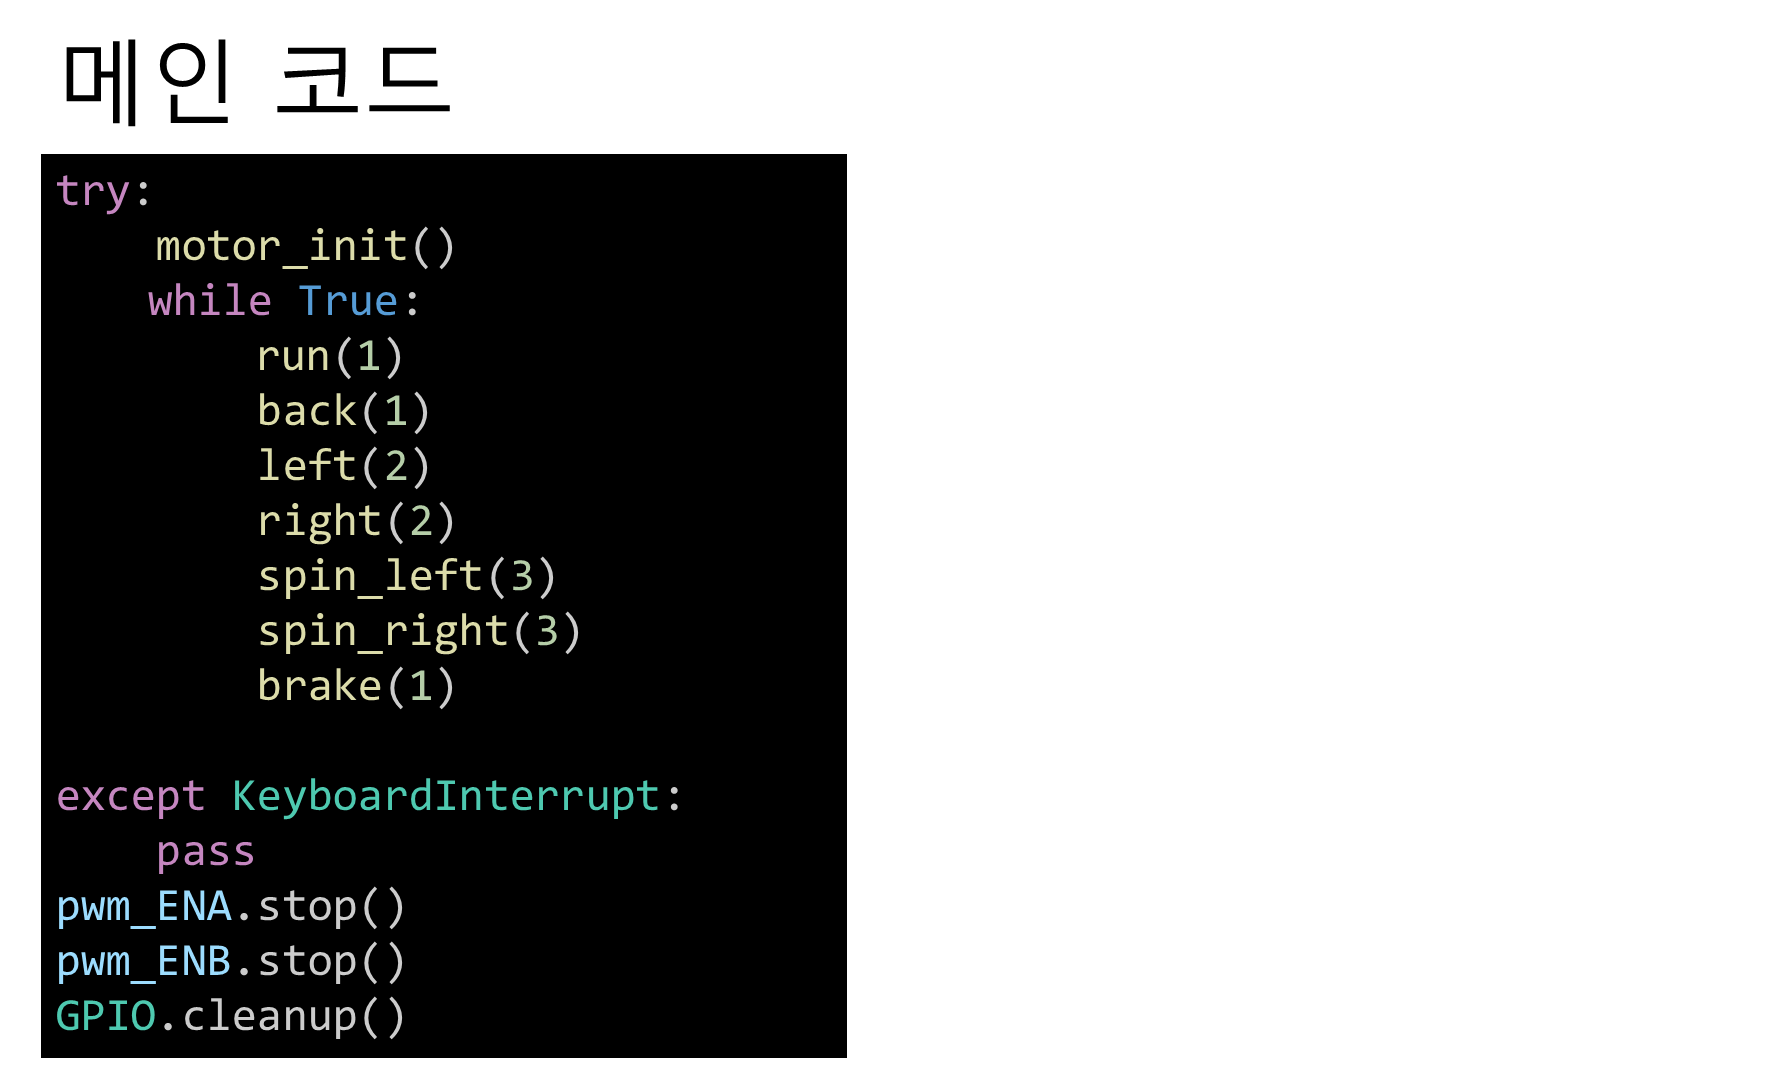 메인 코드
try:
    motor_init()
    while True:
        run(1)
        back(1)
        left(2)
        right(2)
        spin_left(3)
        spin_right(3)
        brake(1)

except KeyboardInterrupt:
    pass
pwm_ENA.stop()
pwm_ENB.stop()
GPIO.cleanup()